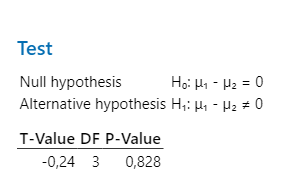 Test
Null hypothesis H₀: μ₁ - μ₂ = 0
Alternative hypothesis H₁: μ₁ - μ₂ ≠ 0
T-Value DF P-Value
-0,24 3 0,828